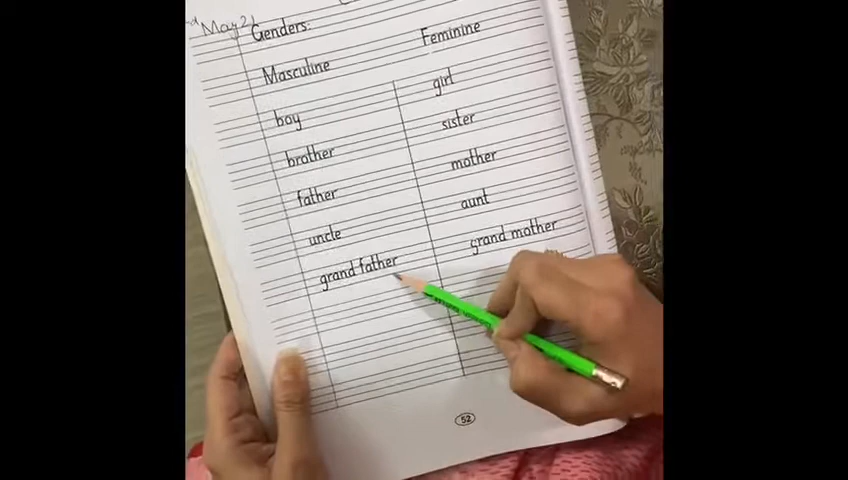 May 21
Genders:
Masculine Feminine
boy girl
brother sister
father mother
uncle aunt
grand father grand mother
52